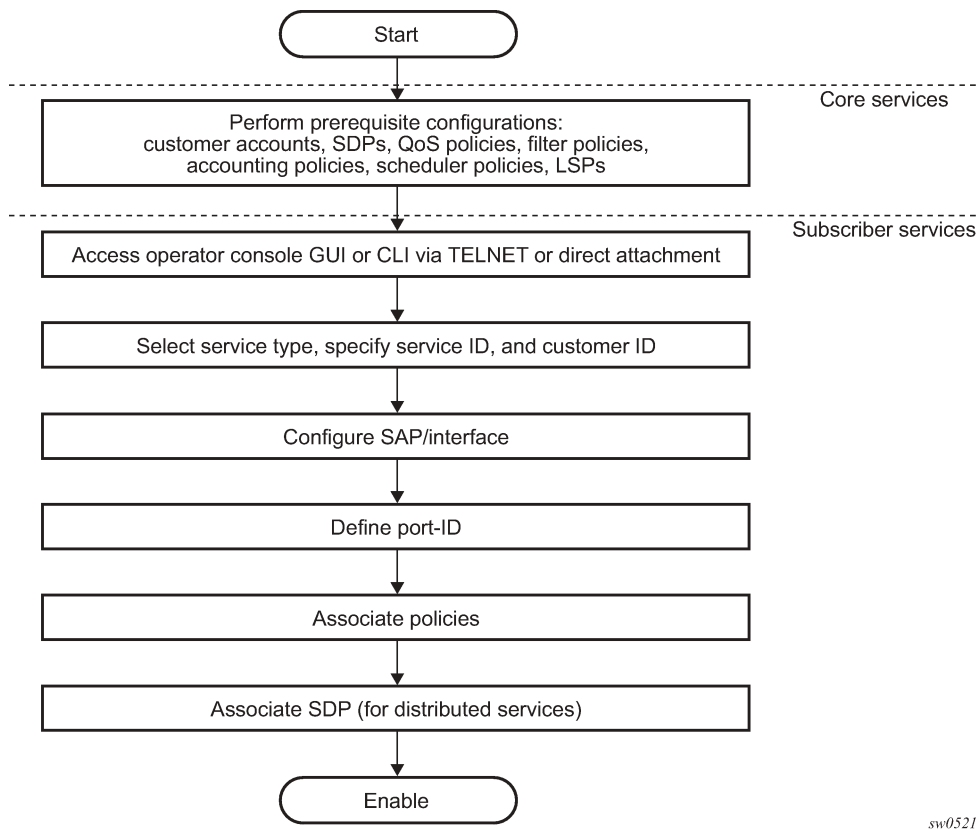 Start
Core services
Perform prerequisite configurations:
customer accounts, SDPs, QoS policies, filter policies,
accounting policies, scheduler policies, LSPs
Subscriber services
Access operator console GUI or CLI via TELNET or direct attachment
Select service type, specify service ID, and customer ID
Configure SAP/interface
Define port-ID
Associate policies
Associate SDP (for distributed services)
Enable
sw0521